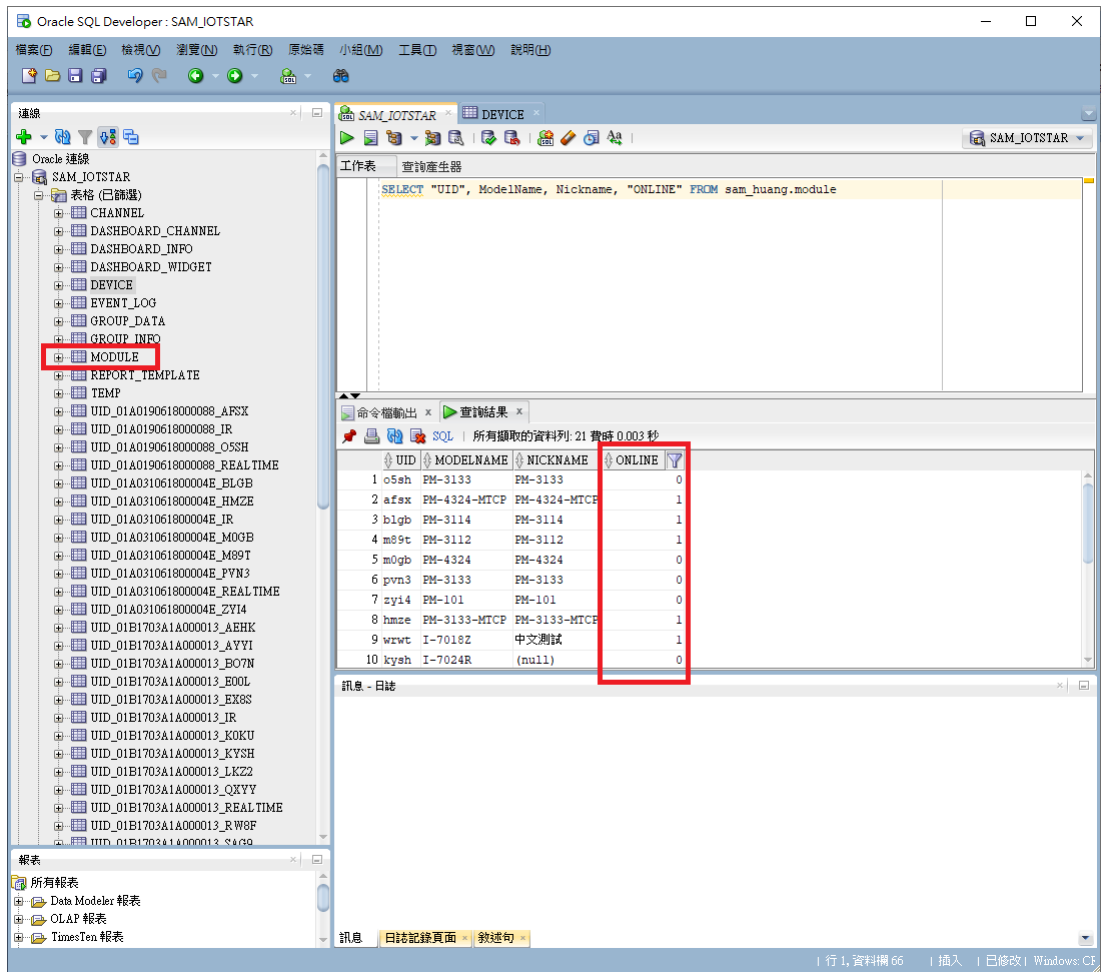 Oracle SQL Developer : SAM_IOTSTAR
檔案(F) 編輯(E) 檢視(V) 瀏覽(N) 執行(R) 原始碼 小組(M) 工具(T) 視窗(W) 說明(H)
連線
Oracle 連線
SAM_IOTSTAR
表格 (已篩選)
CHANNEL
DASHBOARD_CHANNEL
DASHBOARD_INFO
DASHBOARD_WIDGET
DEVICE
EVENT_LOG
GROUP_DATA
GROUP_INFO
MODULE
REPORT_TEMPLATE
TEMP
UID_01A0190618000088_AFSX
UID_01A0190618000088_IR
UID_01A0190618000088_O5SH
UID_01A0190618000088_REALTIME
UID_01A031061800004E_BLGB
UID_01A031061800004E_HMZE
UID_01A031061800004E_IR
UID_01A031061800004E_M0GB
UID_01A031061800004E_M89T
UID_01A031061800004E_PVN3
UID_01A031061800004E_REALTIME
UID_01A031061800004E_ZYI4
UID_01B1703A1A000013_AEHK
UID_01B1703A1A000013_AYYI
UID_01B1703A1A000013_BO7N
UID_01B1703A1A000013_E00L
UID_01B1703A1A000013_EX8S
UID_01B1703A1A000013_IR
UID_01B1703A1A000013_K0KU
UID_01B1703A1A000013_KYSH
UID_01B1703A1A000013_LKZ2
UID_01B1703A1A000013_QXYY
UID_01B1703A1A000013_REALTIME
UID_01B1703A1A000013_RW8F
UID_01B1703A1A000013_SAG9
報表
所有報表
Data Modeler 報表
OLAP 報表
TimesTen 報表
SAM_IOTSTAR DEVICE
SQL Aa SAM_IOTSTAR
工作表 查詢產生器
SELECT "UID", ModelName, Nickname, "ONLINE" FROM sam_huang.module
命令檔輸出 查詢結果
SQL | 所有擷取的資料列: 21 費時 0.003 秒
UID MODELNAME NICKNAME ONLINE
1 o5sh PM-3133 PM-3133 0
2 afsx PM-4324-MTCP PM-4324-MTCP 1
3 blgb PM-3114 PM-3114 1
4 m89t PM-3112 PM-3112 1
5 m0gb PM-4324 PM-4324 0
6 pvn3 PM-3133 PM-3133 0
7 zyi4 PM-101 PM-101 0
8 hmze PM-3133-MTCP PM-3133-MTCP 1
9 wrwt I-7018Z 中文測試 1
10 kysh I-7024R (null) 0
訊息 - 日誌
訊息 日誌記錄頁面 敘述句
| 行 1, 資料欄 66 | 插入 | 已修改 | Windows: CR